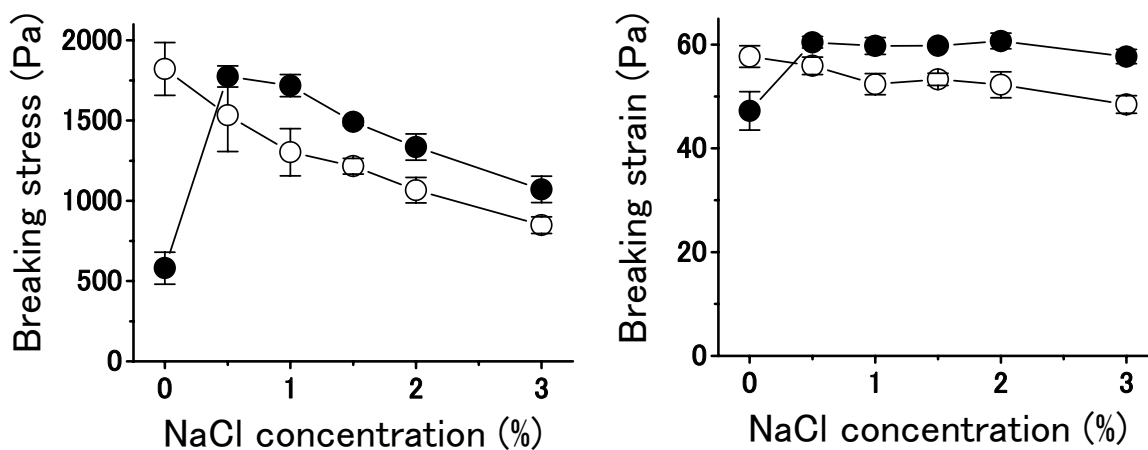 Breaking stress (Pa)
2000
1500
1000
500
0
0 1 2 3
NaCl concentration (%)
Breaking strain (Pa)
60
40
20
0
0 1 2 3
NaCl concentration (%)